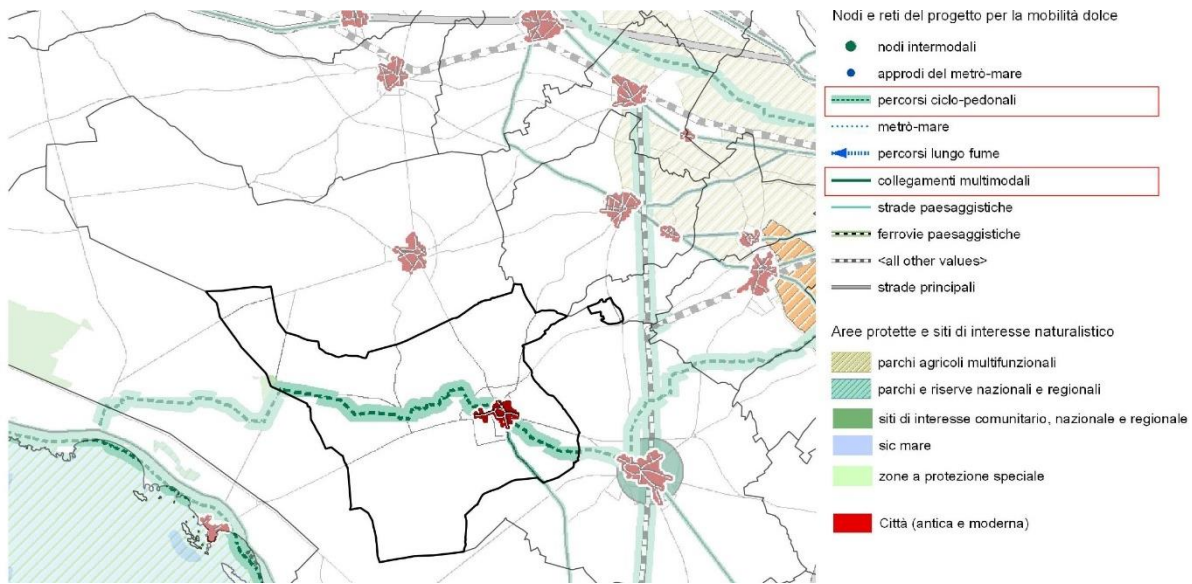 Nodi e reti del progetto per la mobilità dolce
nodi intermodali
approdi del metrò-mare
percorsi ciclo-pedonali
metrò-mare
percorsi lungo fume
collegamenti multimodali
strade paesaggistiche
ferrovie paesaggistiche
<all other values>
strade principali
Aree protette e siti di interesse naturalistico
parchi agricoli multifunzionali
parchi e riserve nazionali e regionali
siti di interesse comunitario, nazionale e regionale
sic mare
zone a protezione speciale
Città (antica e moderna)